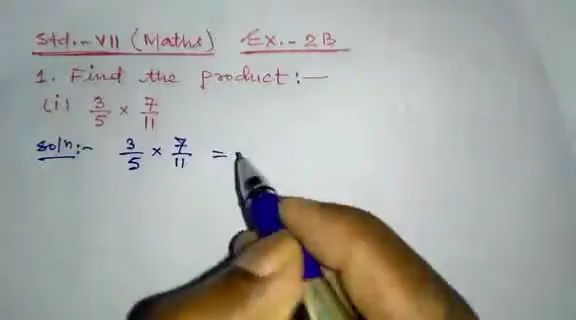 Std.-VII (Maths) Ex.-2B
1. Find the product:-
(i) 3/5 × 7/11
Soln:- 3/5 × 7/11 =